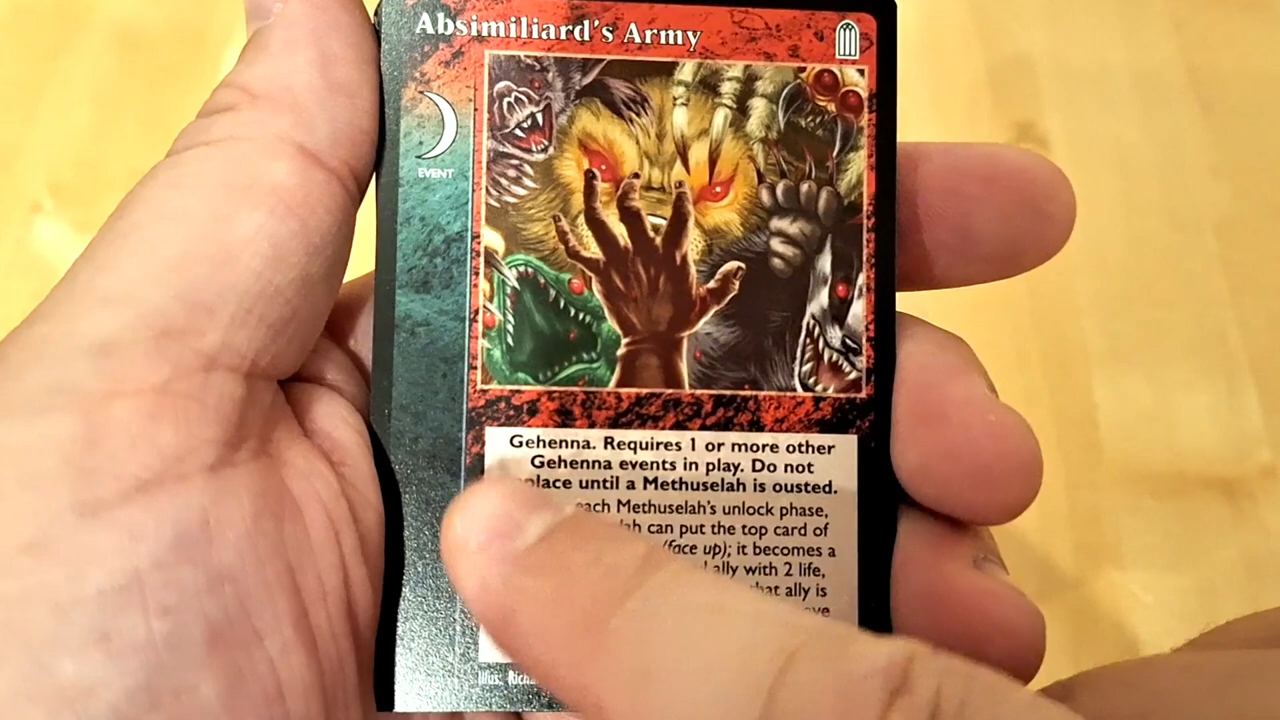 Absimiliard's Army
EVENT
Gehenna. Requires 1 or more other
Gehenna events in play. Do not
until a Methuselah is ousted.
each Methuselah's unlock phase,
can put the top card of
(face up); it becomes a
ally with 2 life,
that ally is
Illus: